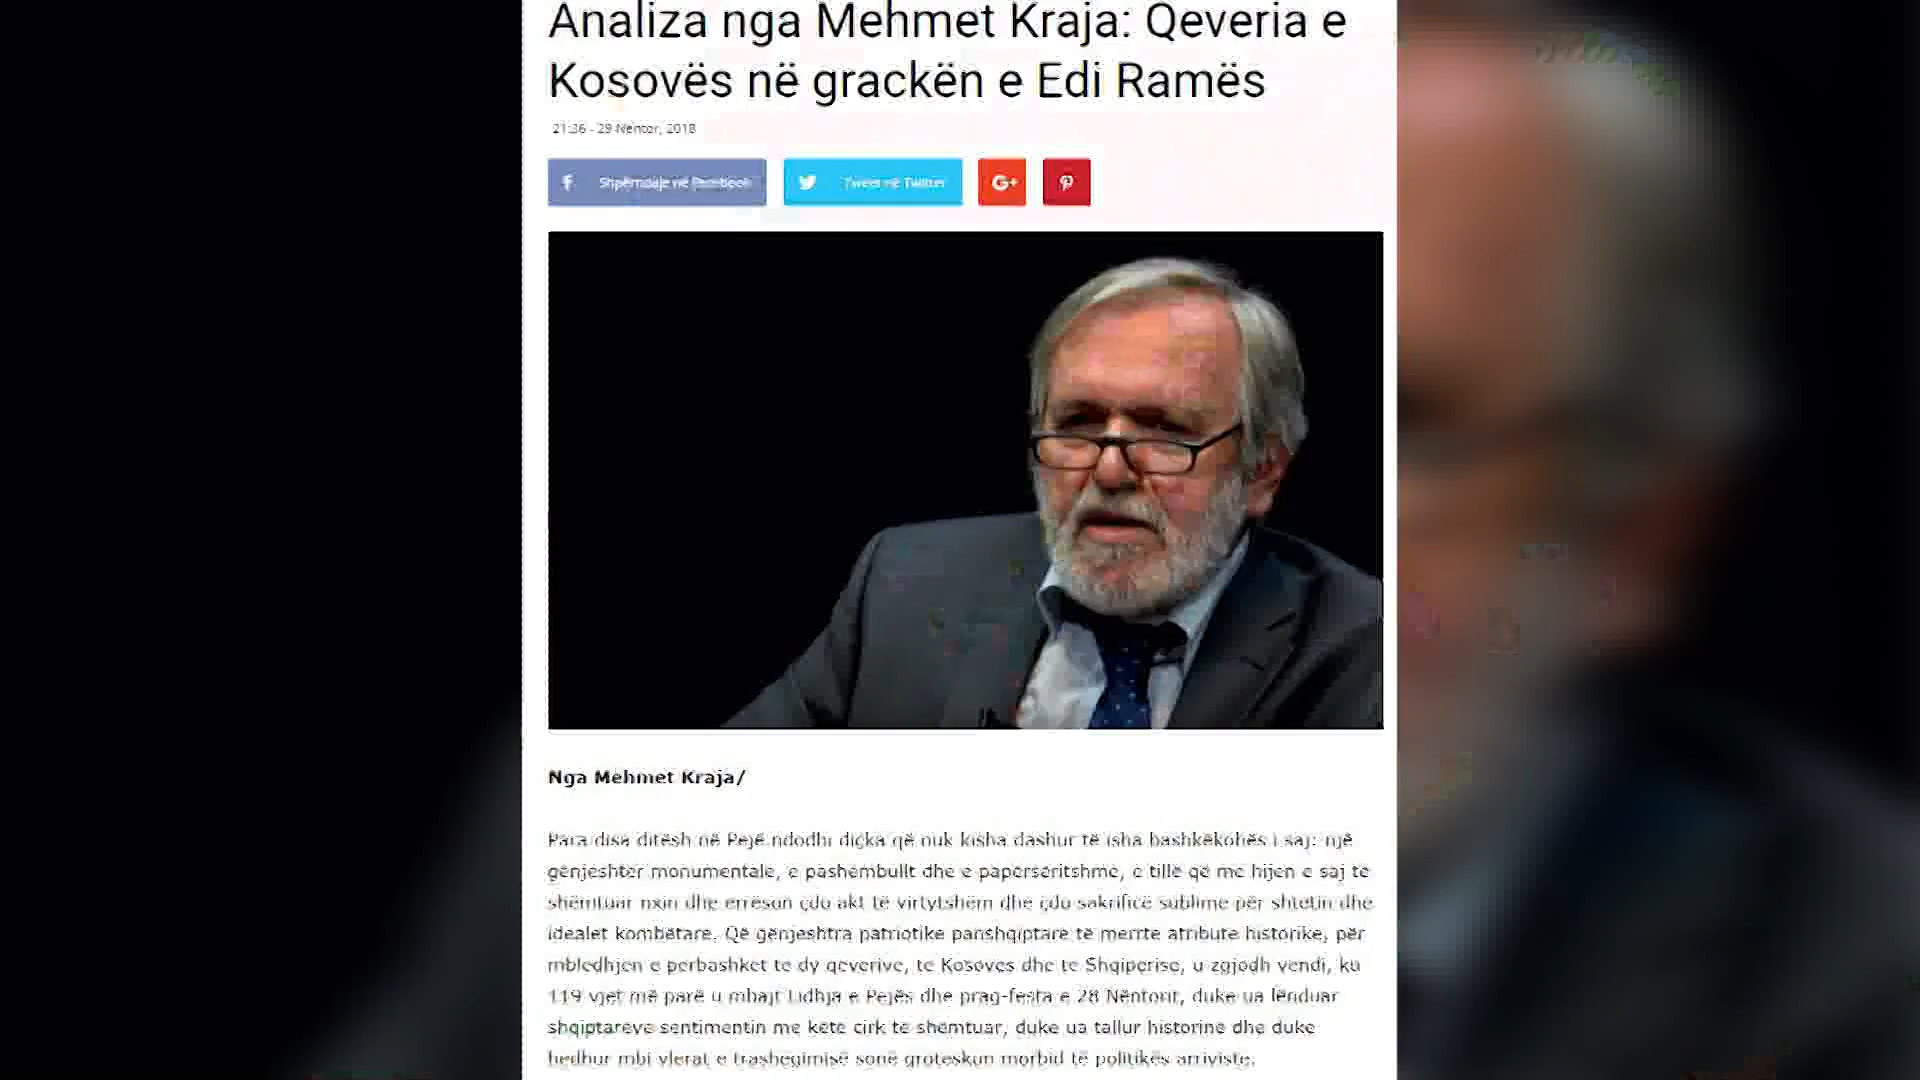 Analiza nga Mehmet Kraja: Qeveria e
Kosovës në grackën e Edi Ramës
21:36 - 29 Nëntor, 2018
Shpërndaje në Facebook
Tweet në Twitter
G+
Nga Mehmet Kraja/
Para disa ditësh në Pejë ndodhi diçka që nuk kisha dashur të isha bashkëkohës i saj: një
gënjeshtër monumentale, e pashembullt dhe e papërsëritshme, e tillë që me hijen e saj të
shëmtuar nxin dhe errëson çdo akt të virtytshëm dhe çdo sakrificë sublime për shtetin dhe
idealet kombëtare. Që gënjeshtra patriotike panshqiptare të merrte atribute historike, për
mbledhjen e përbashkët të dy qeverive, të Kosovës dhe të Shqipërisë, u zgjodh vendi, ku
119 vjet më parë u mbajt Lidhja e Pejës dhe prag-festa e 28 Nëntorit, duke ua lënduar
shqiptarëve sentimentin me këtë cirk të shëmtuar, duke ua tallur historinë dhe duke
hedhur mbi vlerat e trashëgimisë sonë groteskun morbid të politikës arriviste.